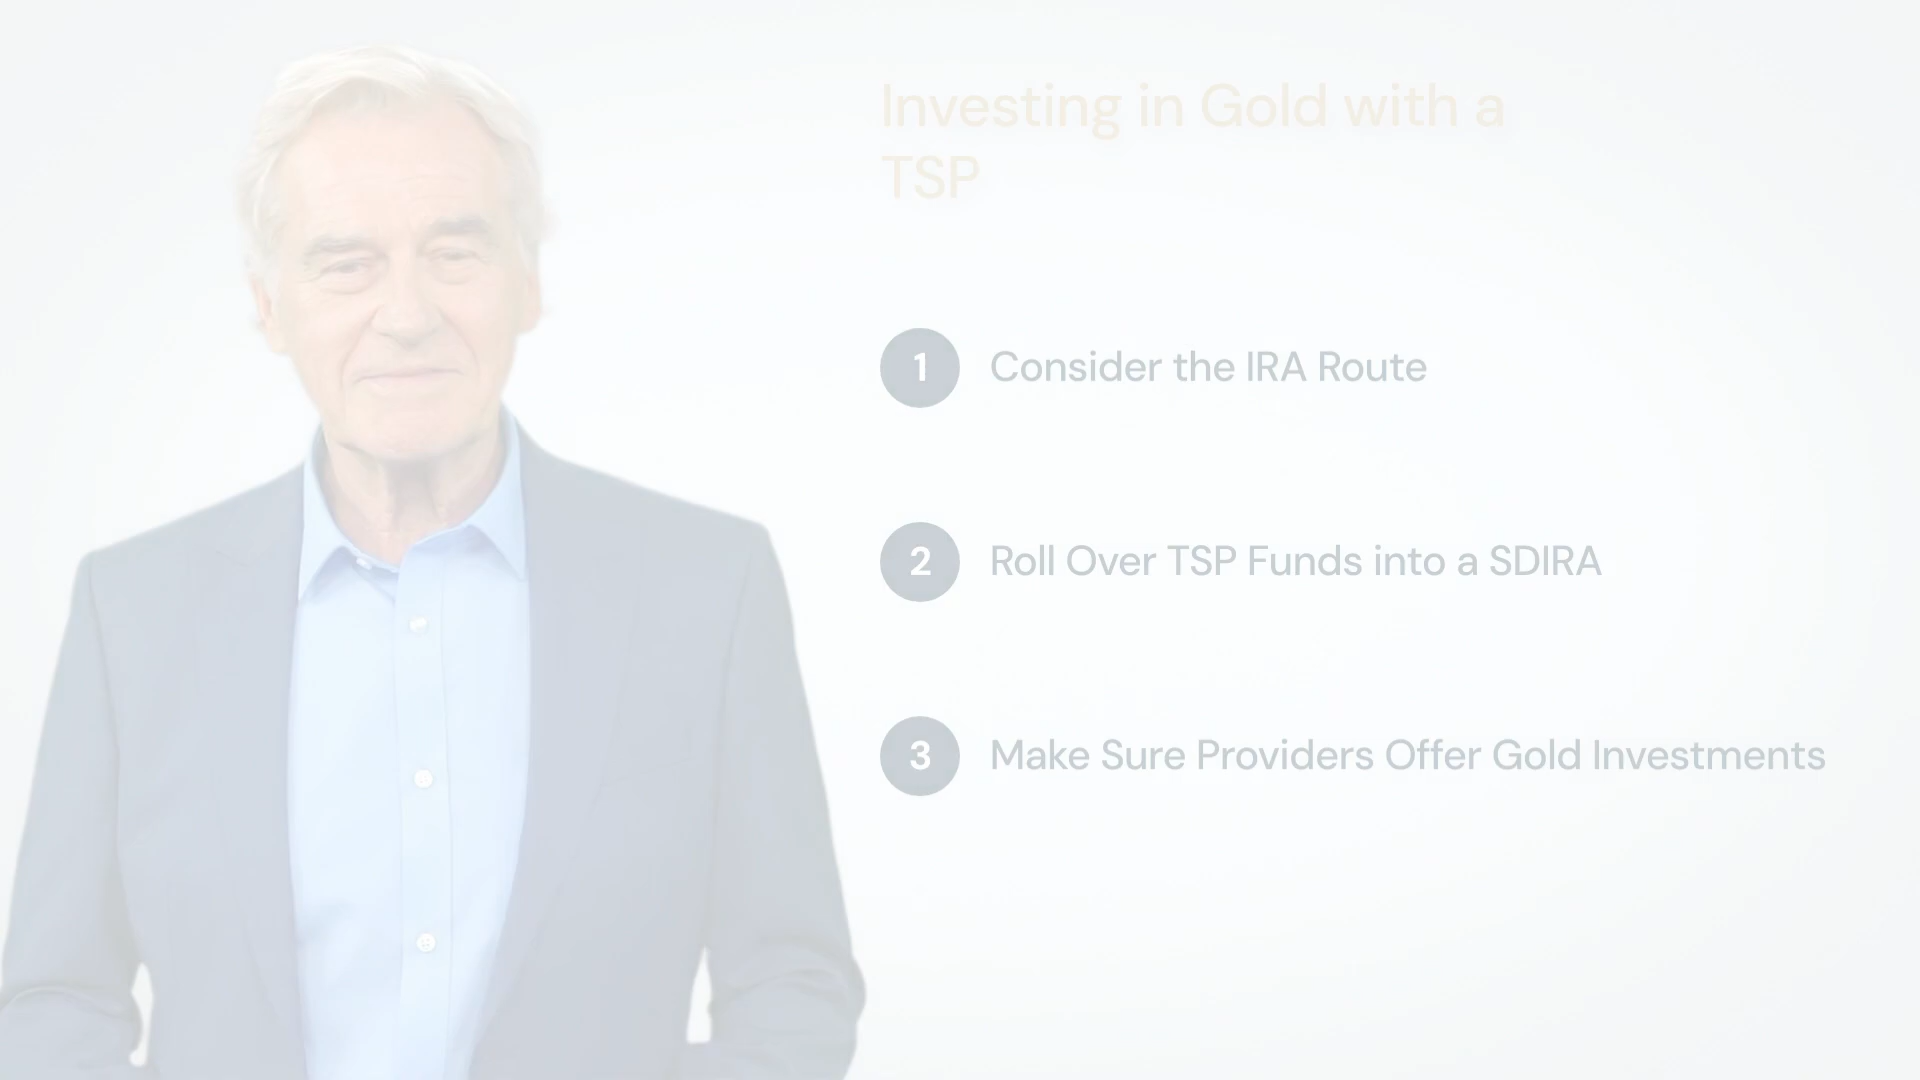 Investing in Gold with a
TSP
1 Consider the IRA Route
2 Roll Over TSP Funds into a SDIRA
3 Make Sure Providers Offer Gold Investments